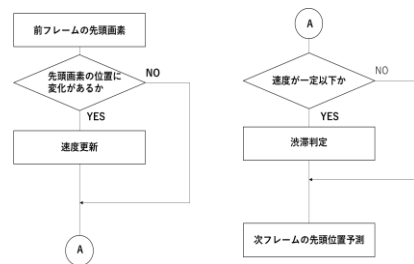 前フレームの先頭画素
先頭画素の位置に
変化があるか
NO
YES
速度更新
A
A
速度が一定以下か
NO
YES
渋滞判定
次フレームの先頭位置予測